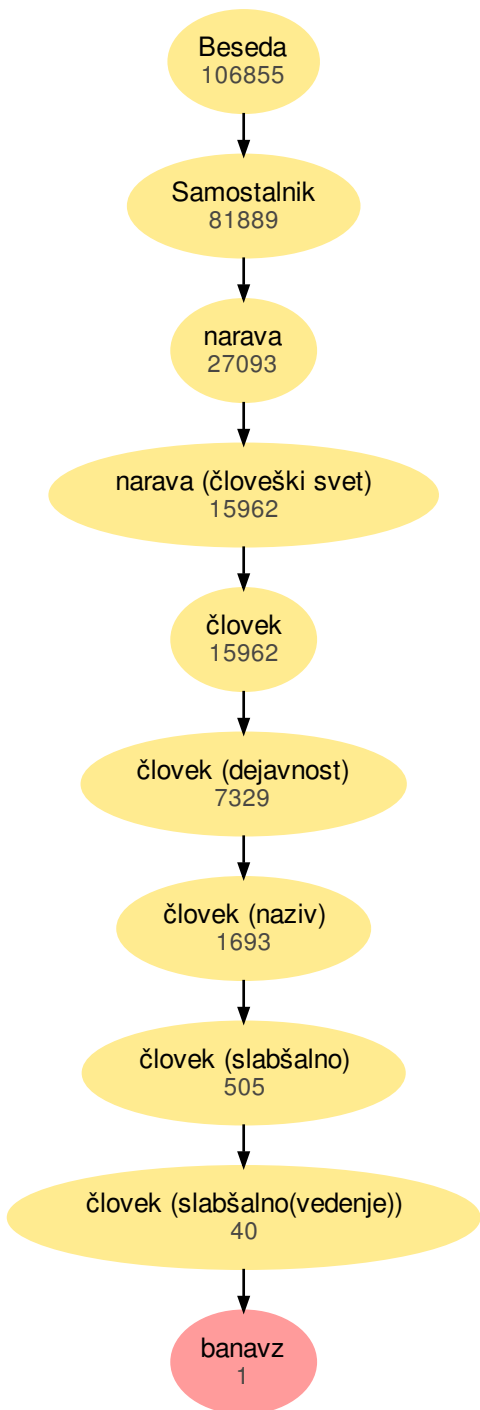 Beseda
106855
Samostalnik
81889
narava
27093
narava (človeški svet)
15962
človek
15962
človek (dejavnost)
7329
človek (naziv)
1693
človek (slabšalno)
505
človek (slabšalno(vedenje))
40
banavz
1